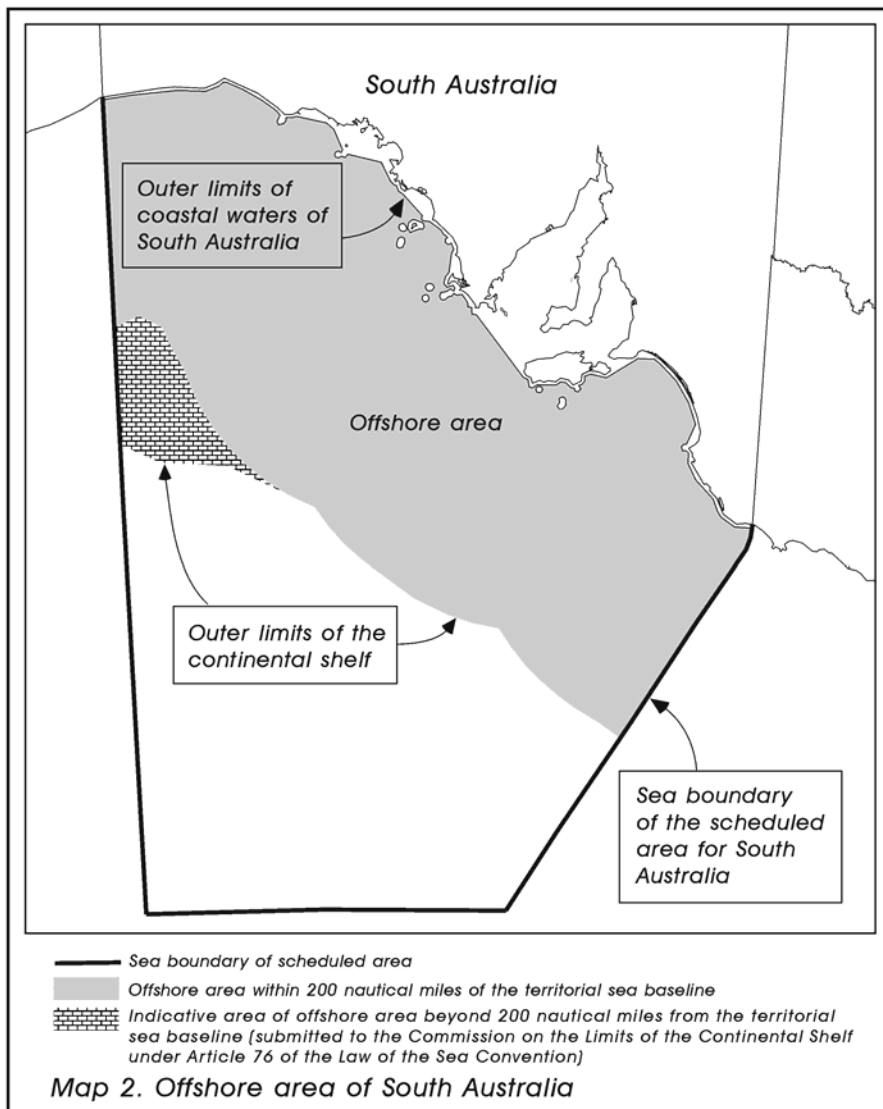 South Australia
Outer limits of
coastal waters of
South Australia
Offshore area
Outer limits of the
continental shelf
Sea boundary
of the scheduled
area for South
Australia
Sea boundary of scheduled area
Offshore area within 200 nautical miles of the territorial sea baseline
Indicative area of offshore area beyond 200 nautical miles from the territorial
sea baseline (submitted to the Commission on the Limits of the Continental Shelf
under Article 76 of the Law of the Sea Convention)
Map 2. Offshore area of South Australia